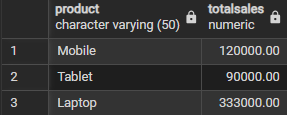 product totalsales
character varying (50) numeric
1 Mobile 120000.00
2 Tablet 90000.00
3 Laptop 333000.00